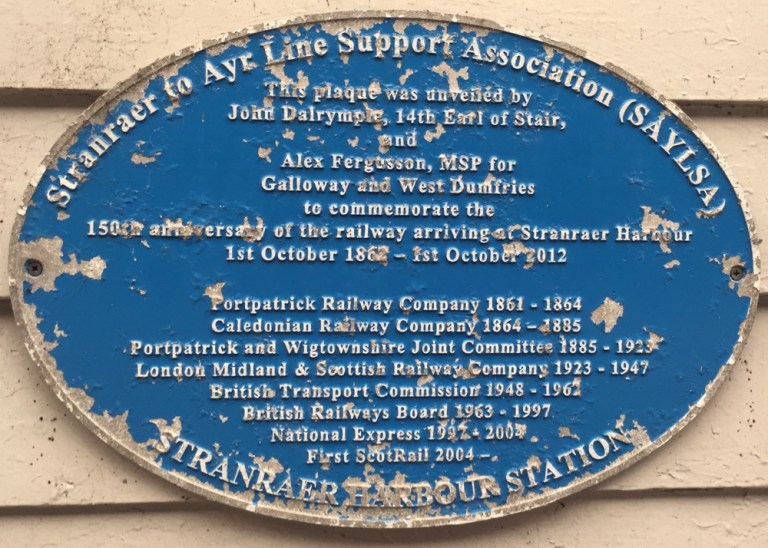 Stranraer to Ayr Line Support Association (SAYLSA)
This plaque was unveiled by
John Dalrymple, 14th Earl of Stair,
and
Alex Fergusson, MSP for
Galloway and West Dumfries
to commemorate the
150th anniversary of the railway arriving at Stranraer Harbour
1st October 1862 – 1st October 2012
Portpatrick Railway Company 1861 - 1864
Caledonian Railway Company 1864 – 1885
Portpatrick and Wigtownshire Joint Committee 1885 - 1923
London Midland & Scottish Railway Company 1923 - 1947
British Transport Commission 1948 - 1962
British Railways Board 1963 - 1997
National Express 1997 - 2004
First ScotRail 2004 –
STRANRAER HARBOUR STATION